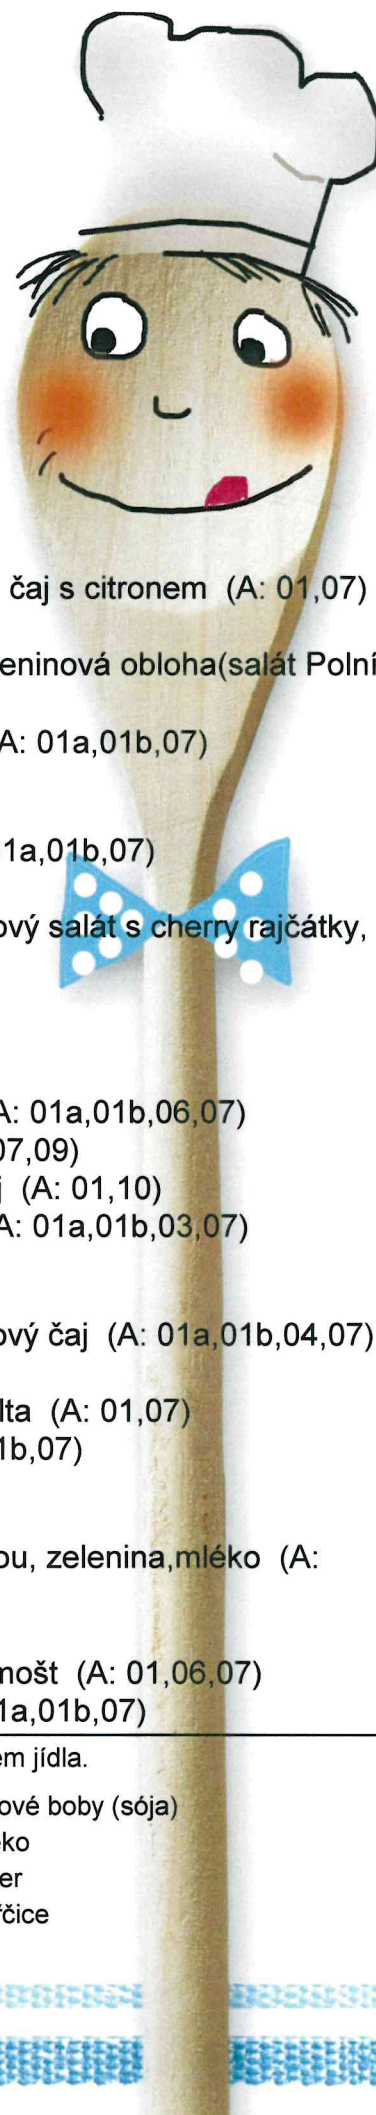 čaj s citronem (A: 01,07)
eninová obloha(salát Polní
A: 01a,01b,07)
1a,01b,07)
ový salát s cherry rajčátky,
A: 01a,01b,06,07)
07,09)
j (A: 01,10)
A: 01a,01b,03,07)
ový čaj (A: 01a,01b,04,07)
lta (A: 01,07)
1b,07)
ou, zelenina,mléko (A:
mošt (A: 01,06,07)
1a,01b,07)
em jídla.
ové boby (sója)
éko
er
řčice